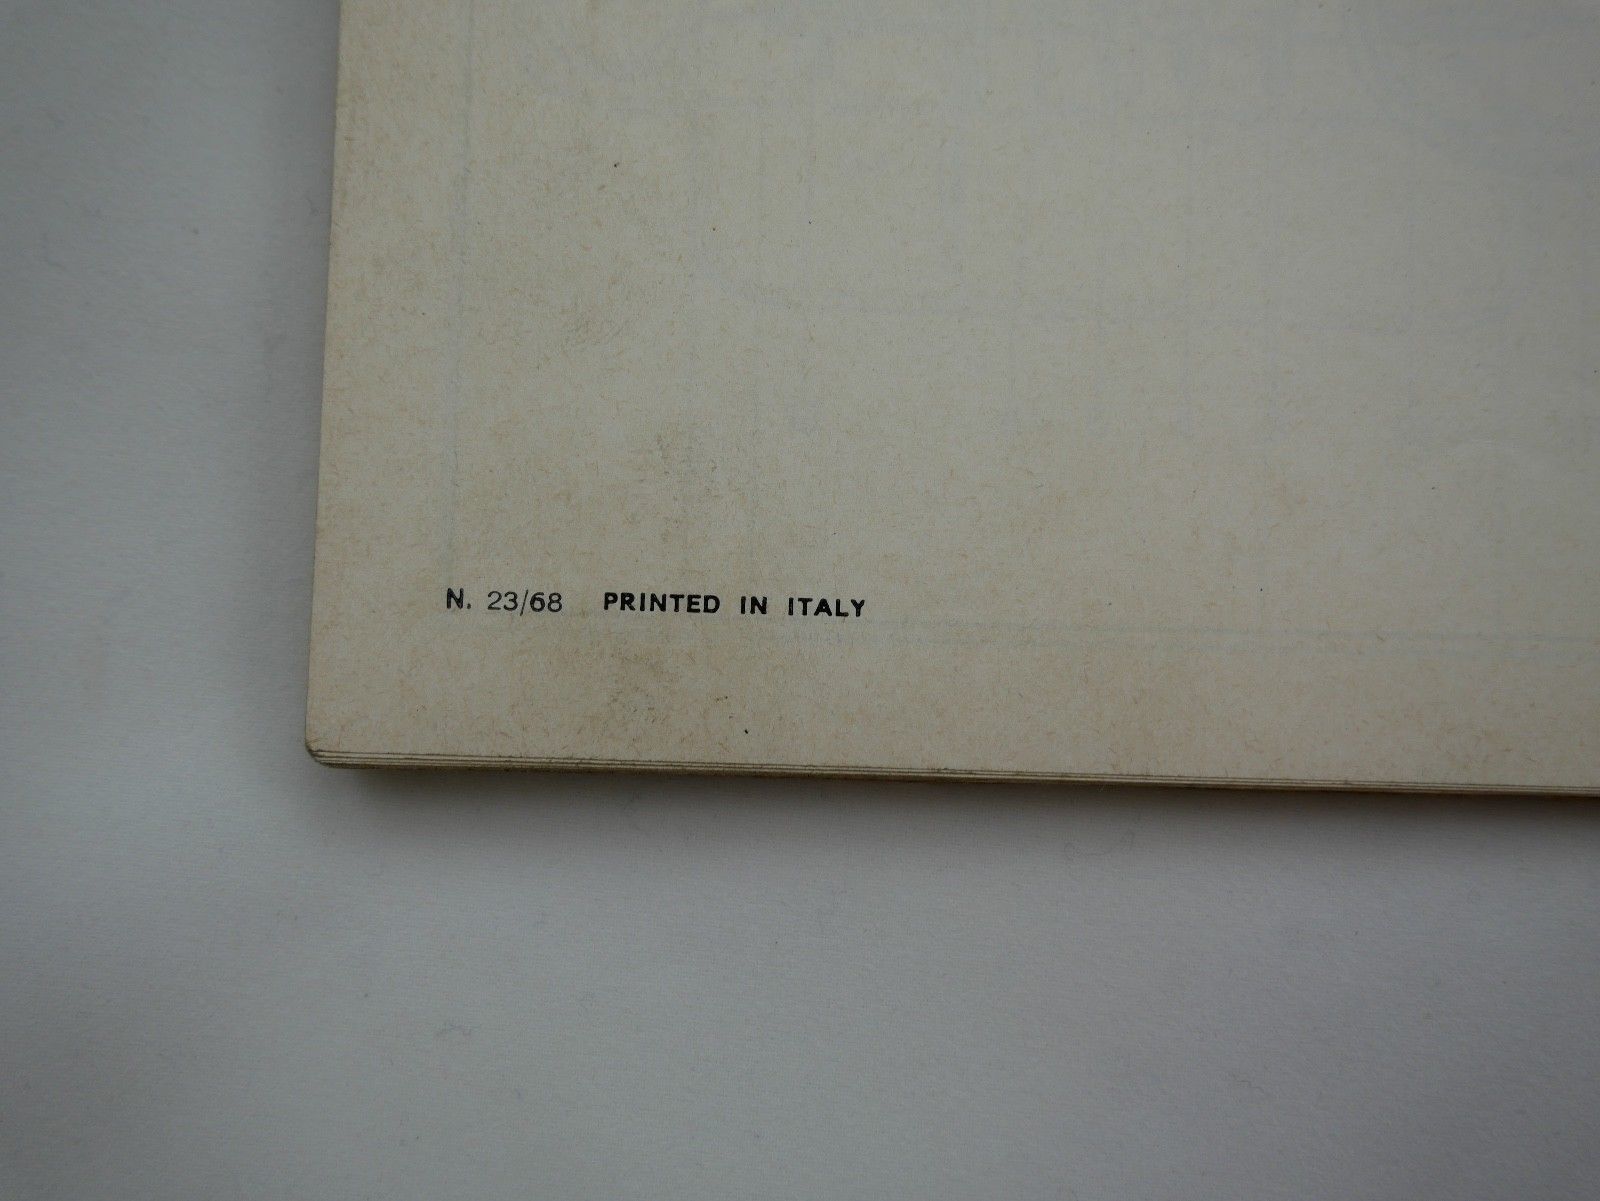 N. 23/68 PRINTED IN ITALY